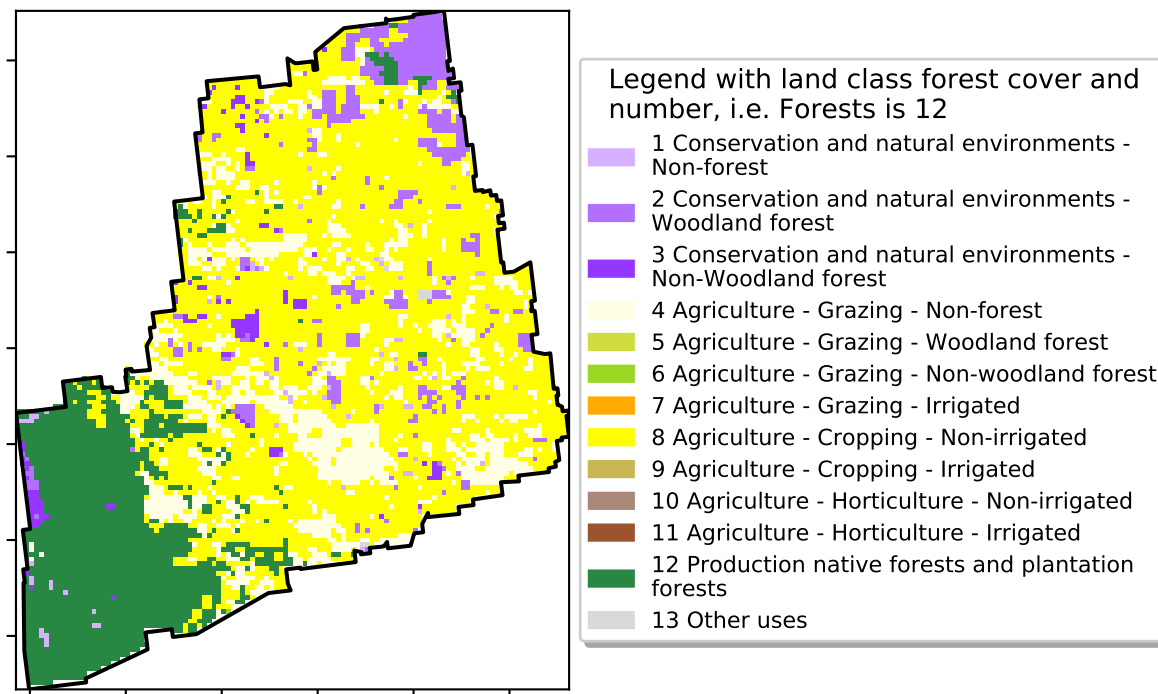 Legend with land class forest cover and
number, i.e. Forests is 12
1 Conservation and natural environments -
Non-forest
2 Conservation and natural environments -
Woodland forest
3 Conservation and natural environments -
Non-Woodland forest
4 Agriculture - Grazing - Non-forest
5 Agriculture - Grazing - Woodland forest
6 Agriculture - Grazing - Non-woodland forest
7 Agriculture - Grazing - Irrigated
8 Agriculture - Cropping - Non-irrigated
9 Agriculture - Cropping - Irrigated
10 Agriculture - Horticulture - Non-irrigated
11 Agriculture - Horticulture - Irrigated
12 Production native forests and plantation
forests
13 Other uses